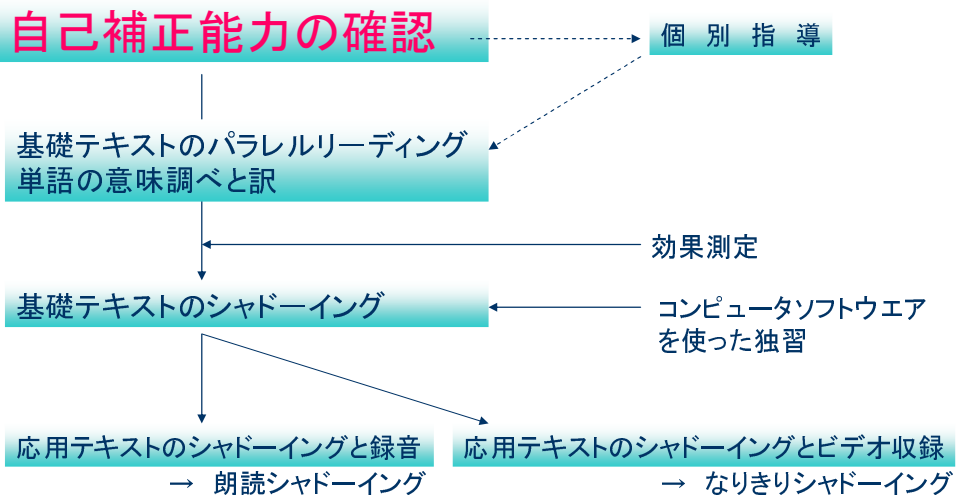 自己補正能力の確認
個別指導
基礎テキストのパラレルリーディング
単語の意味調べと訳
効果測定
基礎テキストのシャドーイング
コンピュータソフトウエア
を使った独習
応用テキストのシャドーイングと録音
→ 朗読シャドーイング
応用テキストのシャドーイングとビデオ収録
→ なりきりシャドーイング